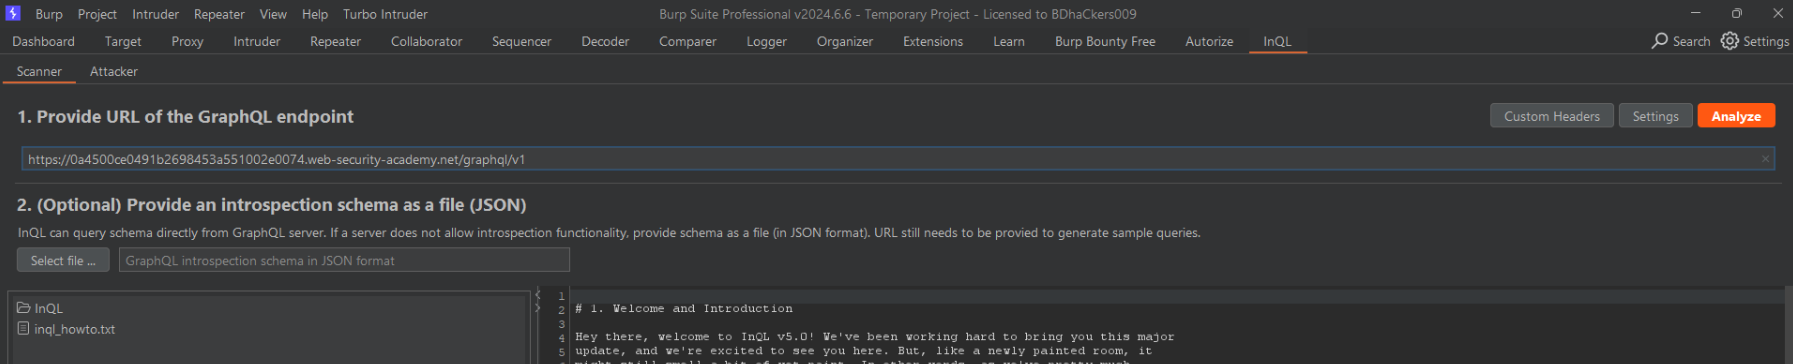 Burp Project Intruder Repeater View Help Turbo Intruder Burp Suite Professional v2024.6.6 - Temporary Project - Licensed to BDhaCkers009
Dashboard Target Proxy Intruder Repeater Collaborator Sequencer Decoder Comparer Logger Organizer Extensions Learn Burp Bounty Free Autorize InQL Search Settings
Scanner Attacker
1. Provide URL of the GraphQL endpoint Custom Headers Settings Analyze
https://0a4500ce0491b2698453a551002e0074.web-security-academy.net/graphql/v1
2. (Optional) Provide an introspection schema as a file (JSON)
InQL can query schema directly from GraphQL server. If a server does not allow introspection functionality, provide schema as a file (in JSON format). URL still needs to be provied to generate sample queries.
Select file ... GraphQL introspection schema in JSON format
InQL
inql_howto.txt
1
2 # 1. Welcome and Introduction
3
4 Hey there, welcome to InQL v5.0! We've been working hard to bring you this major
5 update, and we're excited to see you here. But, like a newly painted room, it